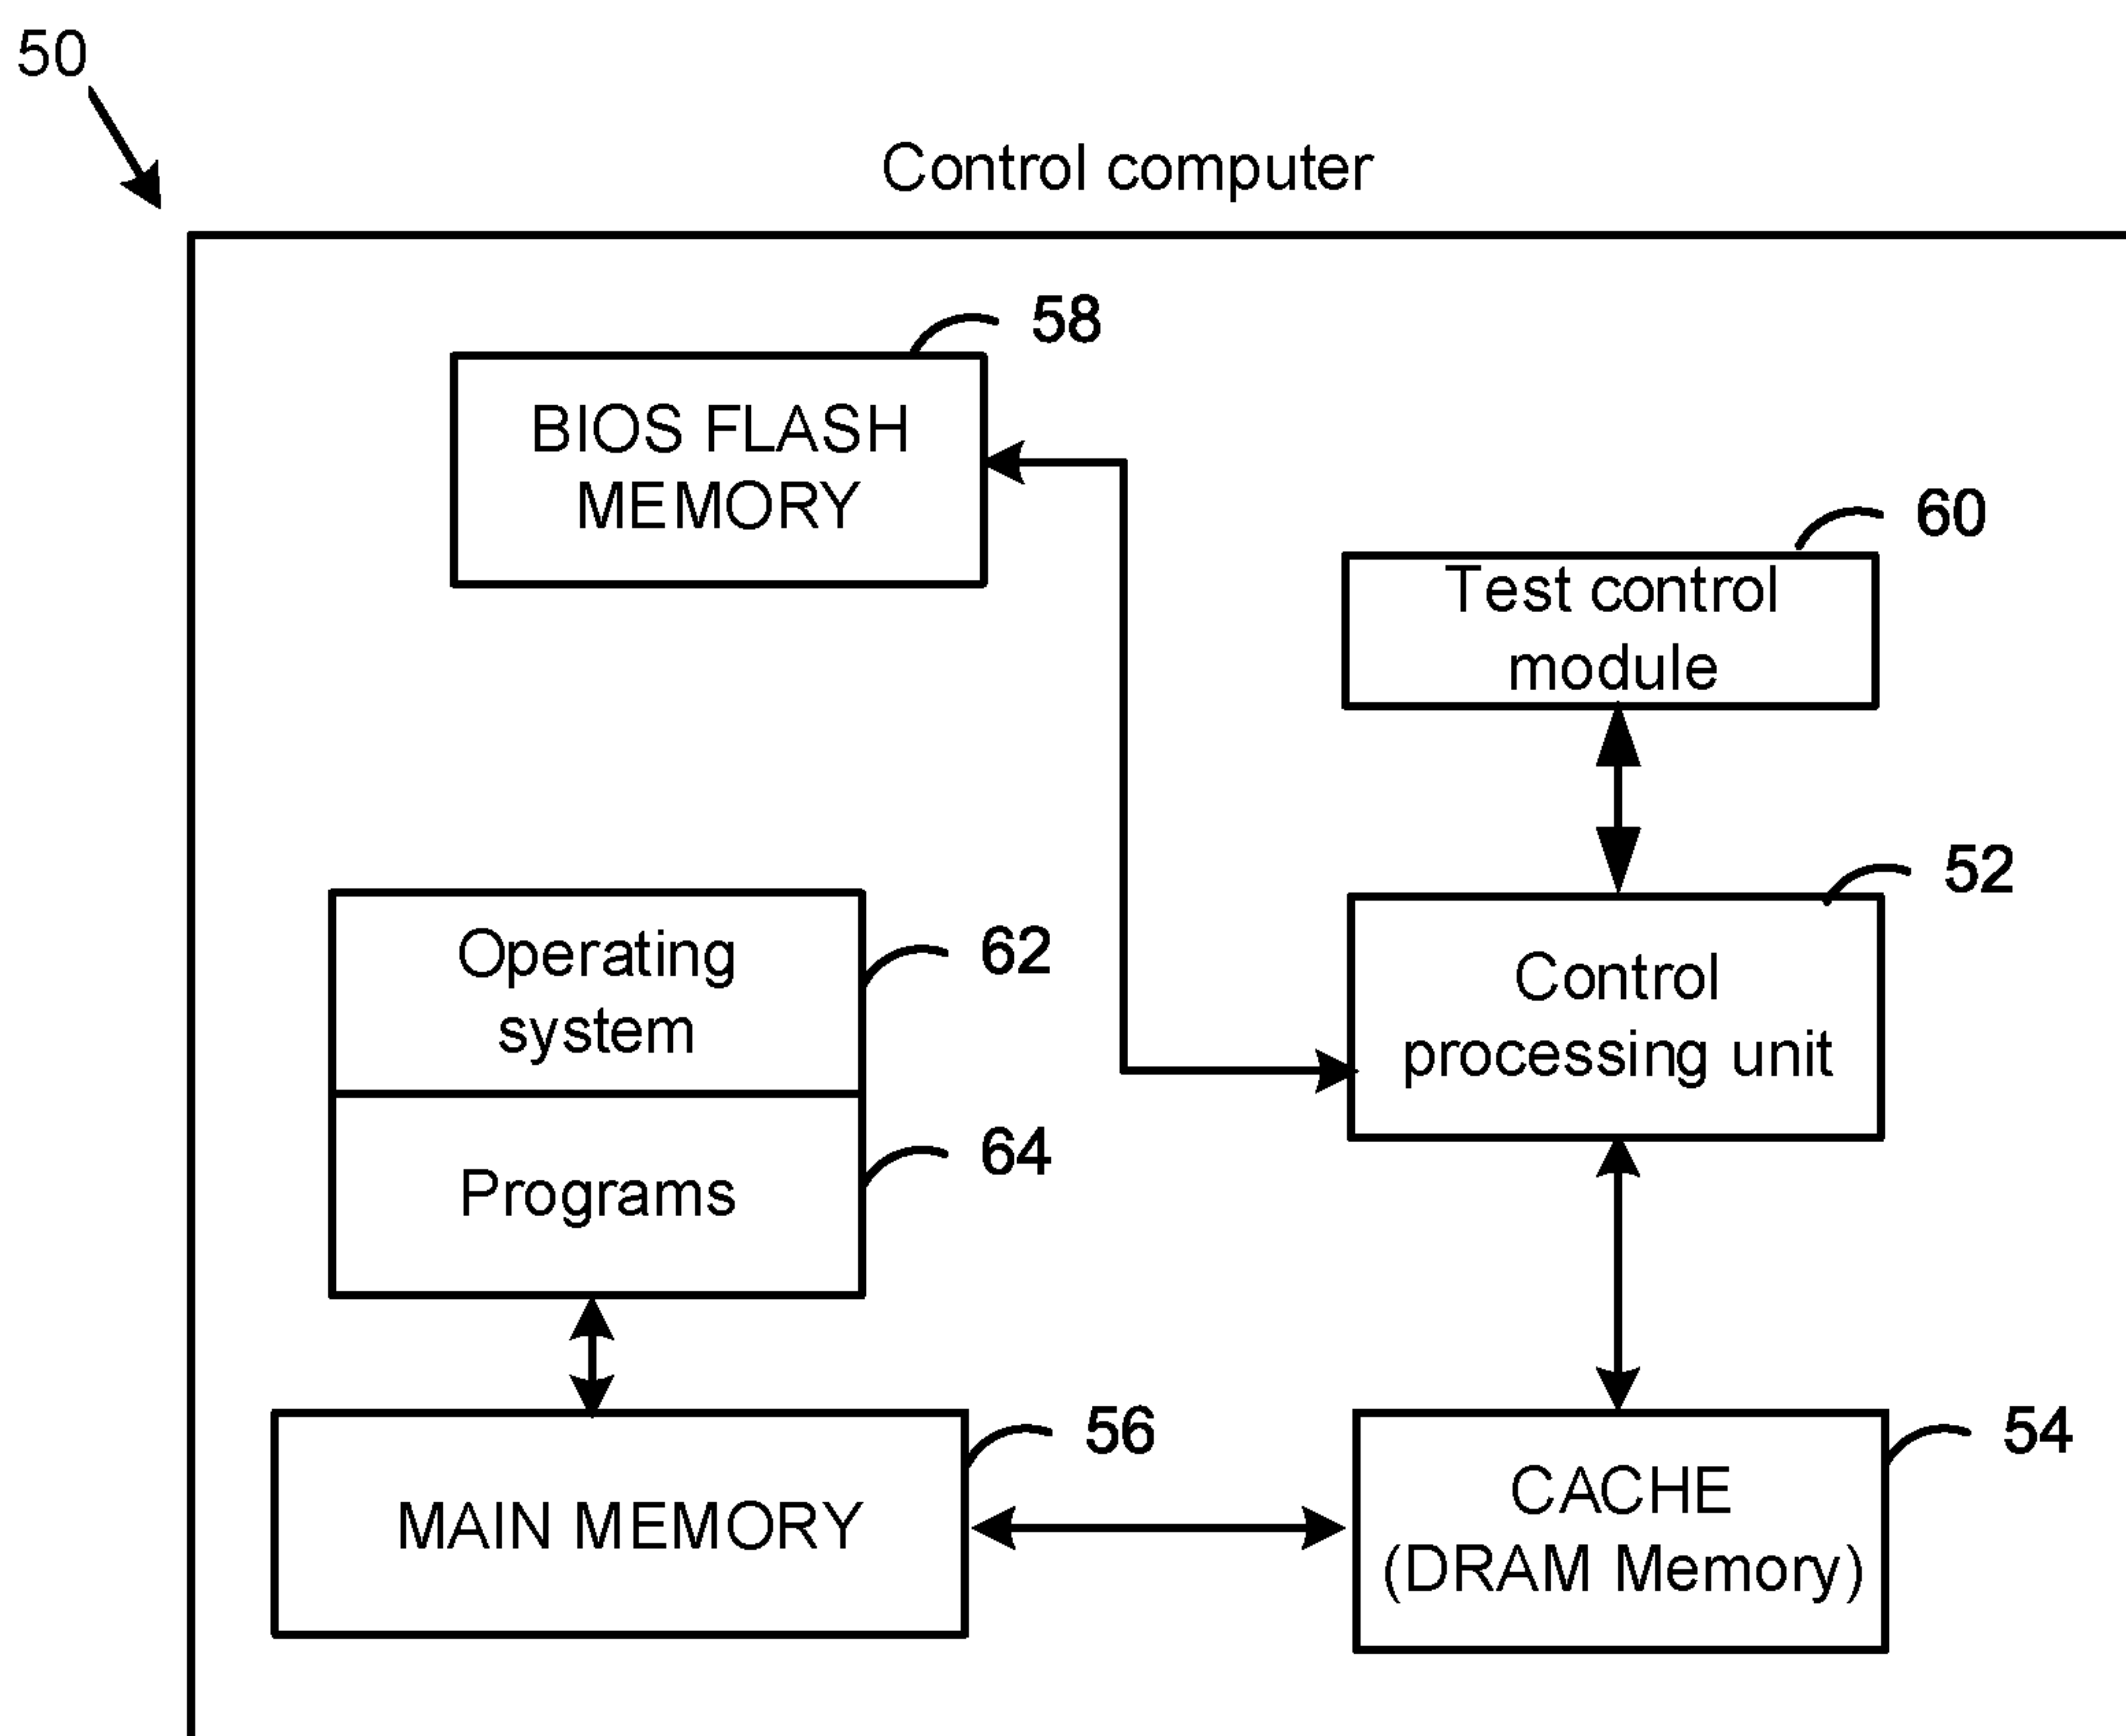 50
Control computer
58
BIOS FLASH
MEMORY
60
Test control
module
52
Control
processing unit
Operating
system
62
Programs
64
MAIN MEMORY
56
CACHE
(DRAM Memory)
54